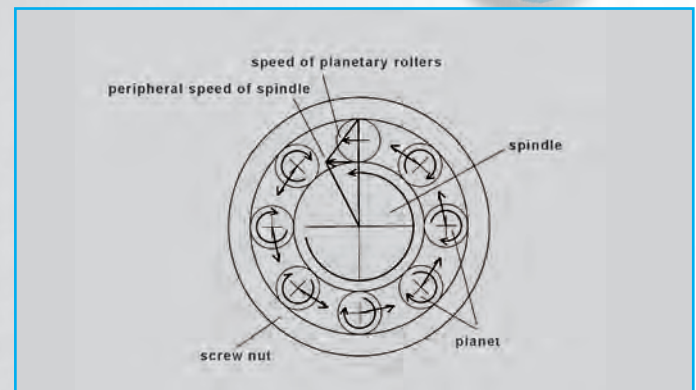 speed of planetary rollers
peripheral speed of spindle
spindle
planet
screw nut